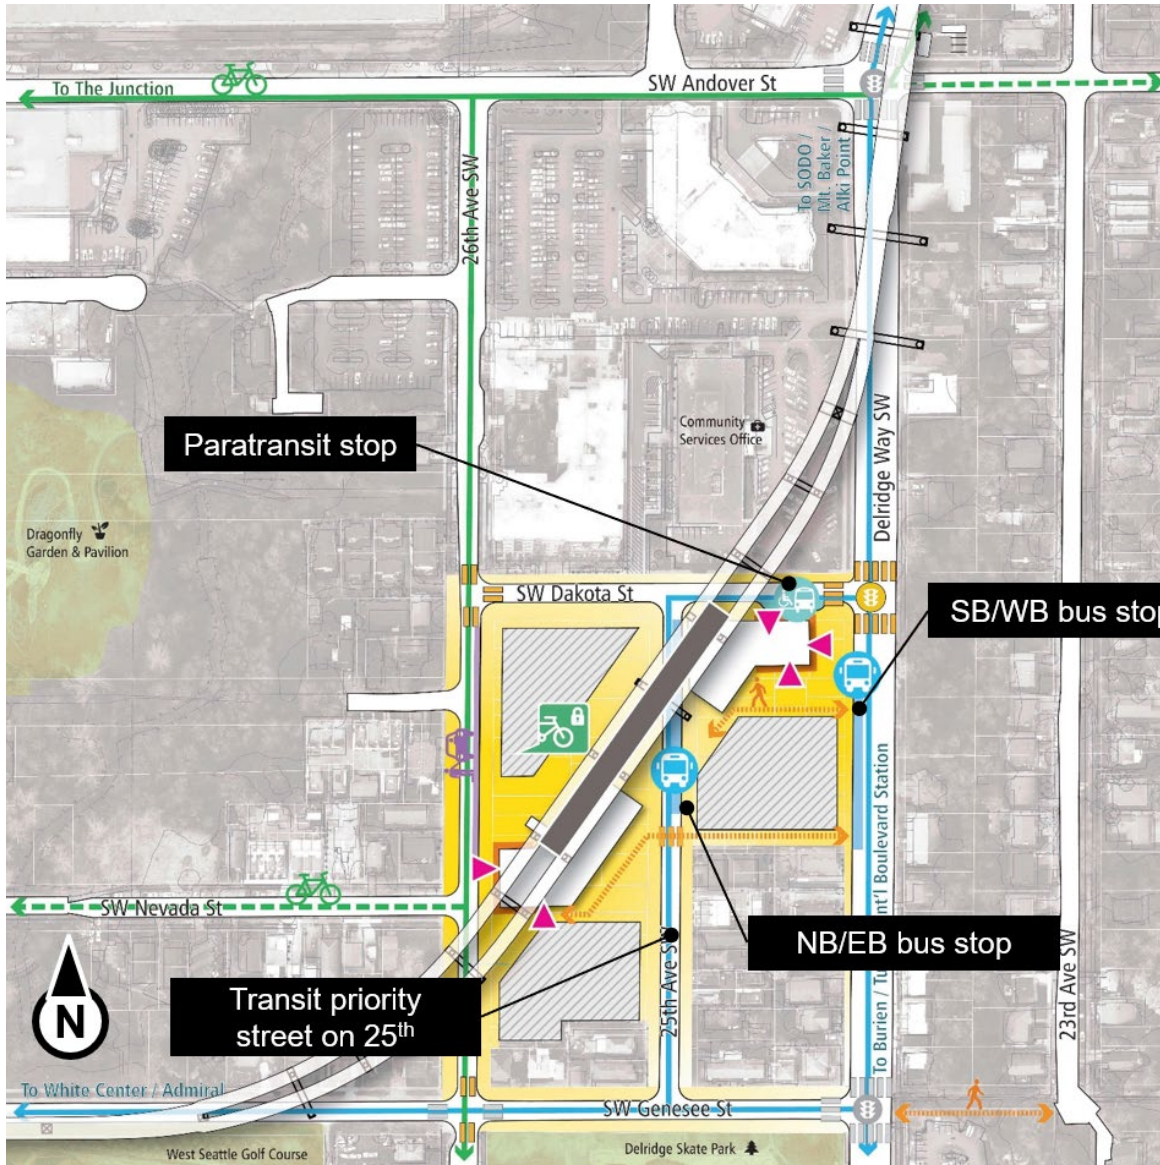 To The Junction
SW Andover St
26th Ave SW
To SODO /
Mt. Baker /
Alki Point
Paratransit stop
Community
Services Office
Delridge Way SW
Dragonfly
Garden & Pavilion
SW Dakota St
SB/WB bus stop
SW Nevada St
NB/EB bus stop
N
Transit priority
street on 25th
25th Ave SW
To Burien / Tu
nt'l Boulevard Station
23rd Ave SW
To White Center / Admiral
SW Genesee St
West Seattle Golf Course
Delridge Skate Park